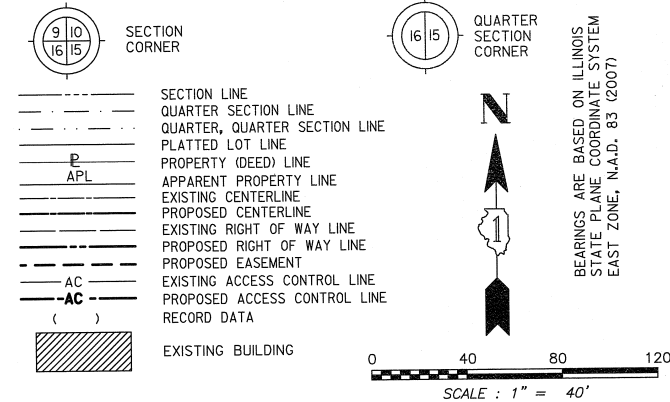 9 10
16 15
SECTION
CORNER
16 15
QUARTER
SECTION
CORNER
SECTION LINE
QUARTER SECTION LINE
QUARTER, QUARTER SECTION LINE
PLATTED LOT LINE
PL
PROPERTY (DEED) LINE
APL
APPARENT PROPERTY LINE
EXISTING CENTERLINE
PROPOSED CENTERLINE
EXISTING RIGHT OF WAY LINE
PROPOSED RIGHT OF WAY LINE
PROPOSED EASEMENT
AC
EXISTING ACCESS CONTROL LINE
AC
PROPOSED ACCESS CONTROL LINE
( )
RECORD DATA
EXISTING BUILDING
N
1
BEARINGS ARE BASED ON ILLINOIS
STATE PLANE COORDINATE SYSTEM
EAST ZONE, N.A.D. 83 (2007)
0 40 80 120
SCALE : 1" = 40'